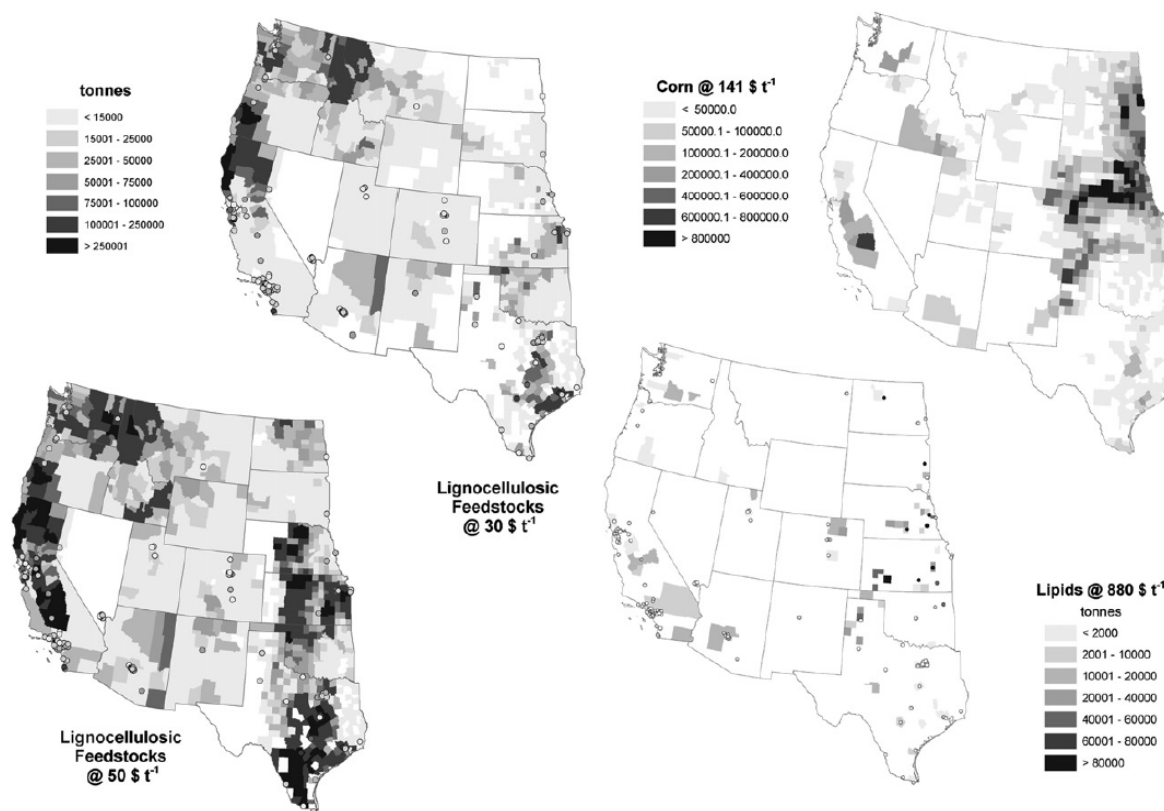 tonnes
< 15000
15001 - 25000
25001 - 50000
50001 - 75000
75001 - 100000
100001 - 250000
> 250001
Corn @ 141 $ t⁻¹
< 50000.0
50000.1 - 100000.0
100000.1 - 200000.0
200000.1 - 400000.0
400000.1 - 600000.0
600000.1 - 800000.0
> 800000
Lignocellulosic
Feedstocks
@ 30 $ t⁻¹
Lignocellulosic
Feedstocks
@ 50 $ t⁻¹
Lipids @ 880 $ t⁻¹
tonnes
< 2000
2001 - 10000
10001 - 20000
20001 - 40000
40001 - 60000
60001 - 80000
> 80000